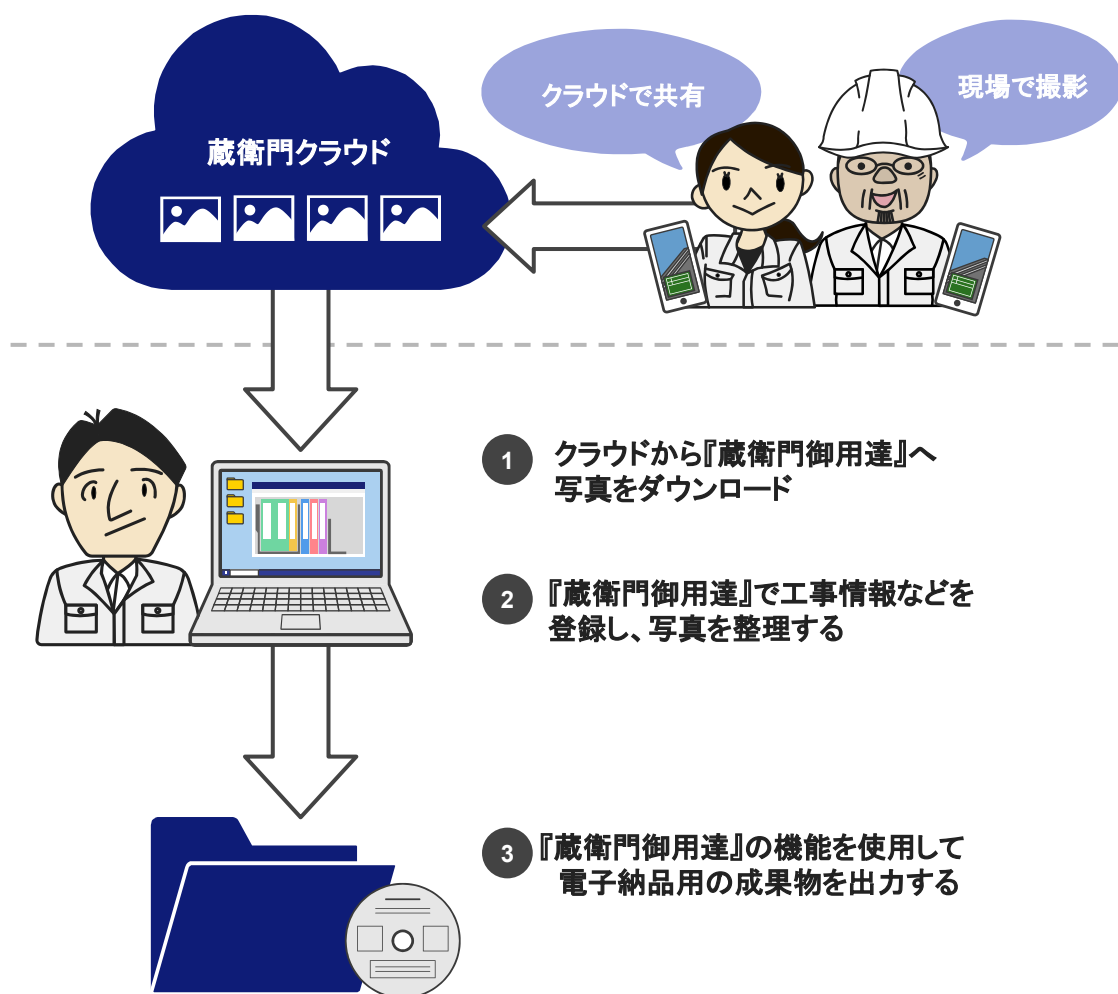 クラウドで共有
現場で撮影
蔵衛門クラウド
1
クラウドから『蔵衛門御用達』へ
写真をダウンロード
2
『蔵衛門御用達』で工事情報などを
登録し、写真を整理する
3
『蔵衛門御用達』の機能を使用して
電子納品用の成果物を出力する